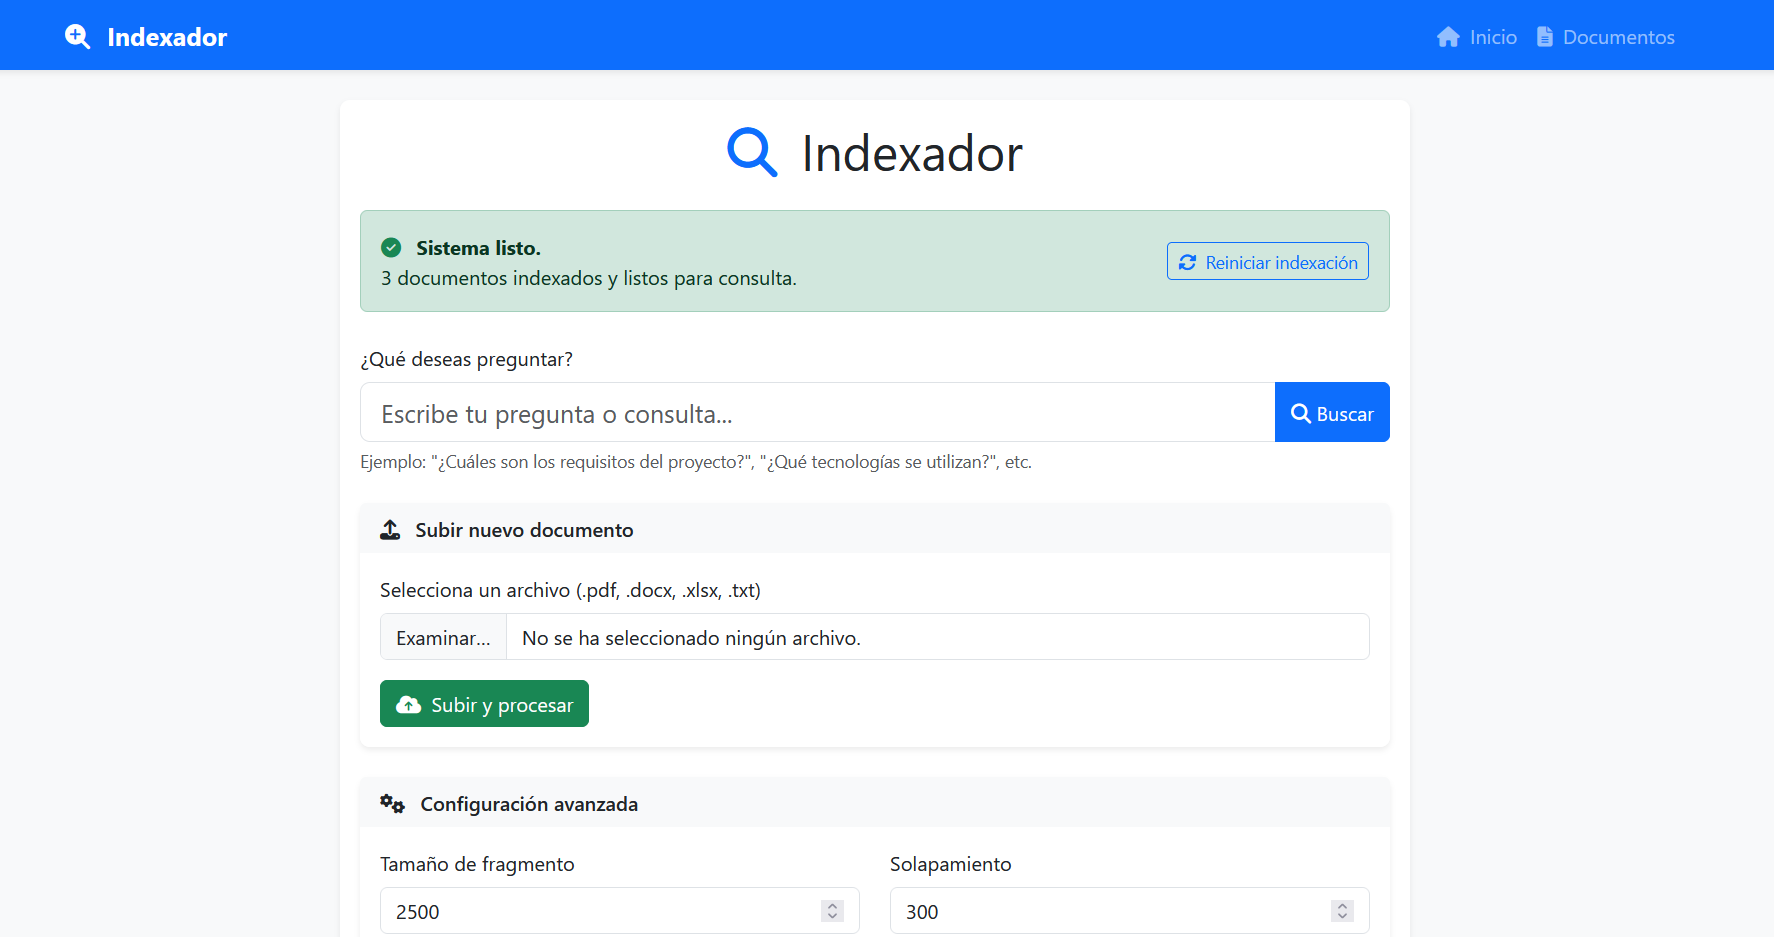 Indexador
Inicio
Documentos
Indexador
Sistema listo.
3 documentos indexados y listos para consulta.
Reiniciar indexación
¿Qué deseas preguntar?
Escribe tu pregunta o consulta...
Buscar
Ejemplo: "¿Cuáles son los requisitos del proyecto?", "¿Qué tecnologías se utilizan?", etc.
Subir nuevo documento
Selecciona un archivo (.pdf, .docx, .xlsx, .txt)
Examinar...
No se ha seleccionado ningún archivo.
Subir y procesar
Configuración avanzada
Tamaño de fragmento
Solapamiento
2500
300